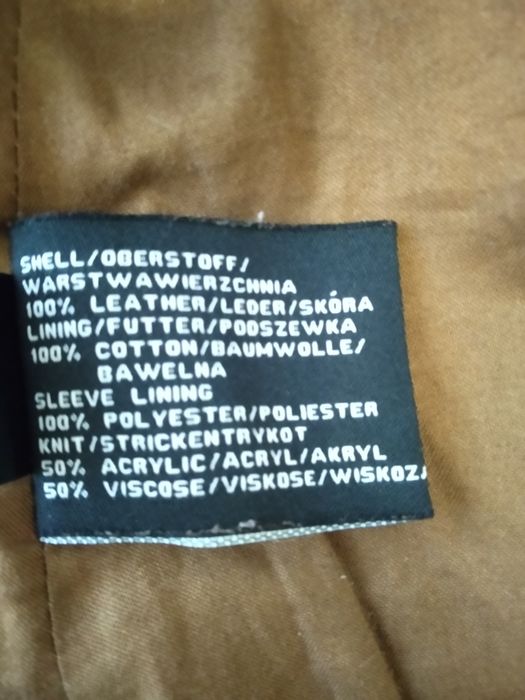 SHELL/OBERSTOFF/
WARSTWAWIERZCHNIA
100% LEATHER/LEDER/SKÓRA
LINING/FUTTER/PODSZEWKA
100% COTTON/BAUMWOLLE/
BAWELNA
SLEEVE LINING
100% POLYESTER/POLIESTER
KNIT/STRICKENTRYKOT
50% ACRYLIC/ACRYL/AKRYL
50% VISCOSE/VISKOSE/WISKOZA